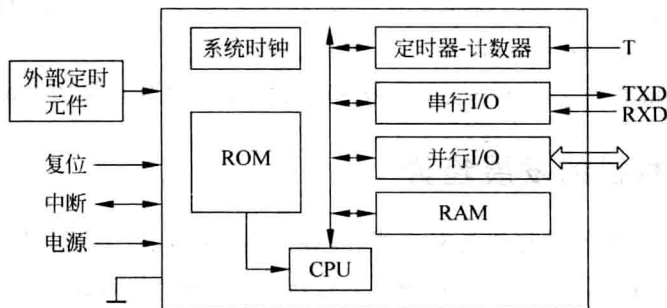 系统时钟
定时器-计数器
T
外部定时
元件
串行I/O
TXD
RXD
ROM
并行I/O
复位
中断
RAM
电源
CPU